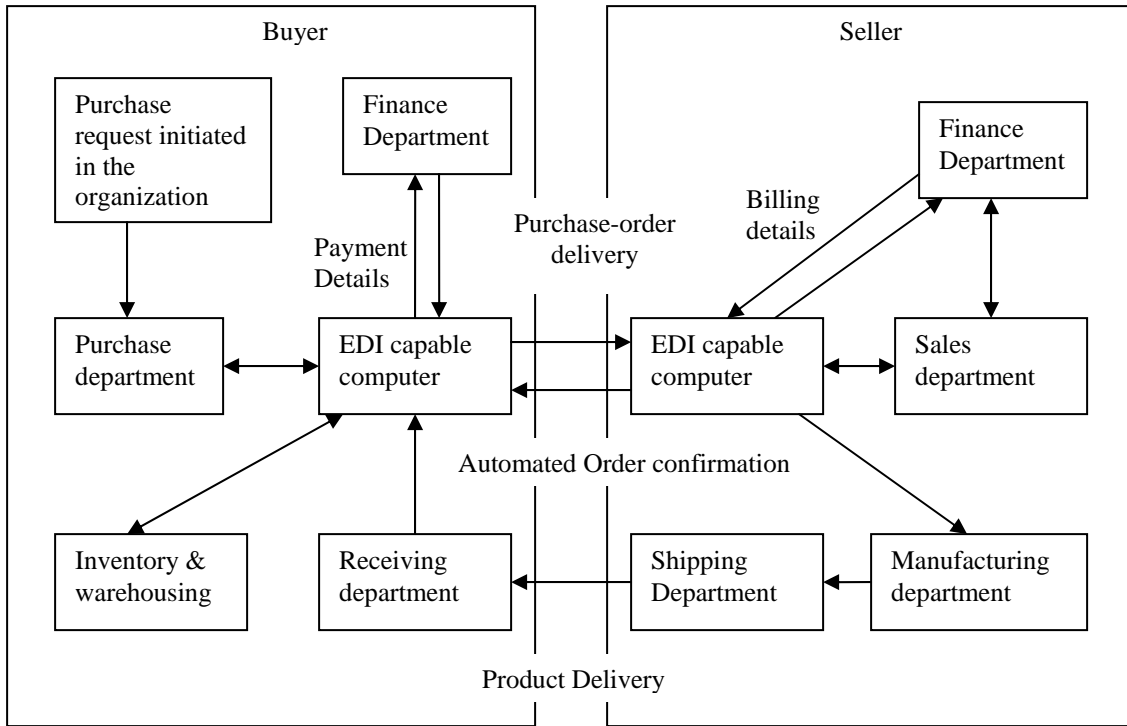 Buyer
Seller
Purchase
request initiated
in the
organization
Finance
Department
Finance
Department
Purchase-order
delivery
Billing
details
Payment
Details
Purchase
department
EDI capable
computer
EDI capable
computer
Sales
department
Automated Order confirmation
Inventory &
warehousing
Receiving
department
Shipping
Department
Manufacturing
department
Product Delivery